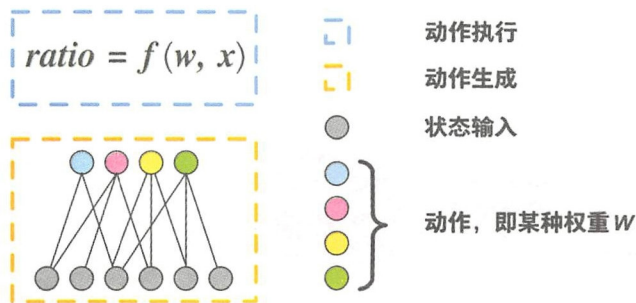 ratio = f (w, x)
动作执行
动作生成
状态输入
动作，即某种权重W